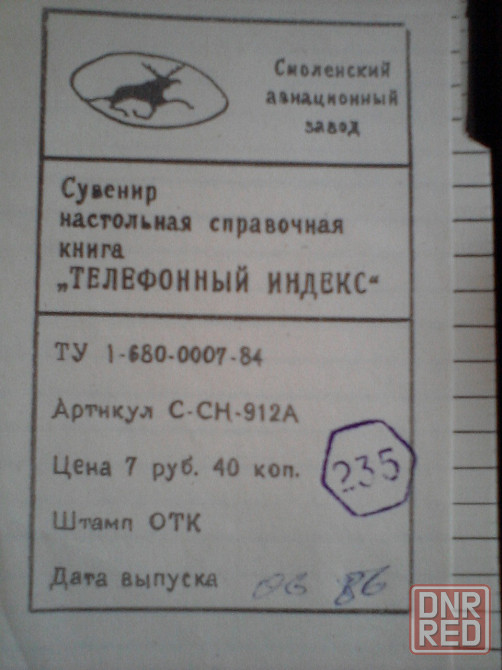 Смоленский
авиационный
завод
Сувенир
настольная справочная
книга
„ТЕЛЕФОННЫЙ ИНДЕКС“
ТУ 1-680-0007-84
Артикул С-СН-912А
Цена 7 руб. 40 коп.
235
Штамп ОТК
Дата выпуска 06 86
DNR
RED